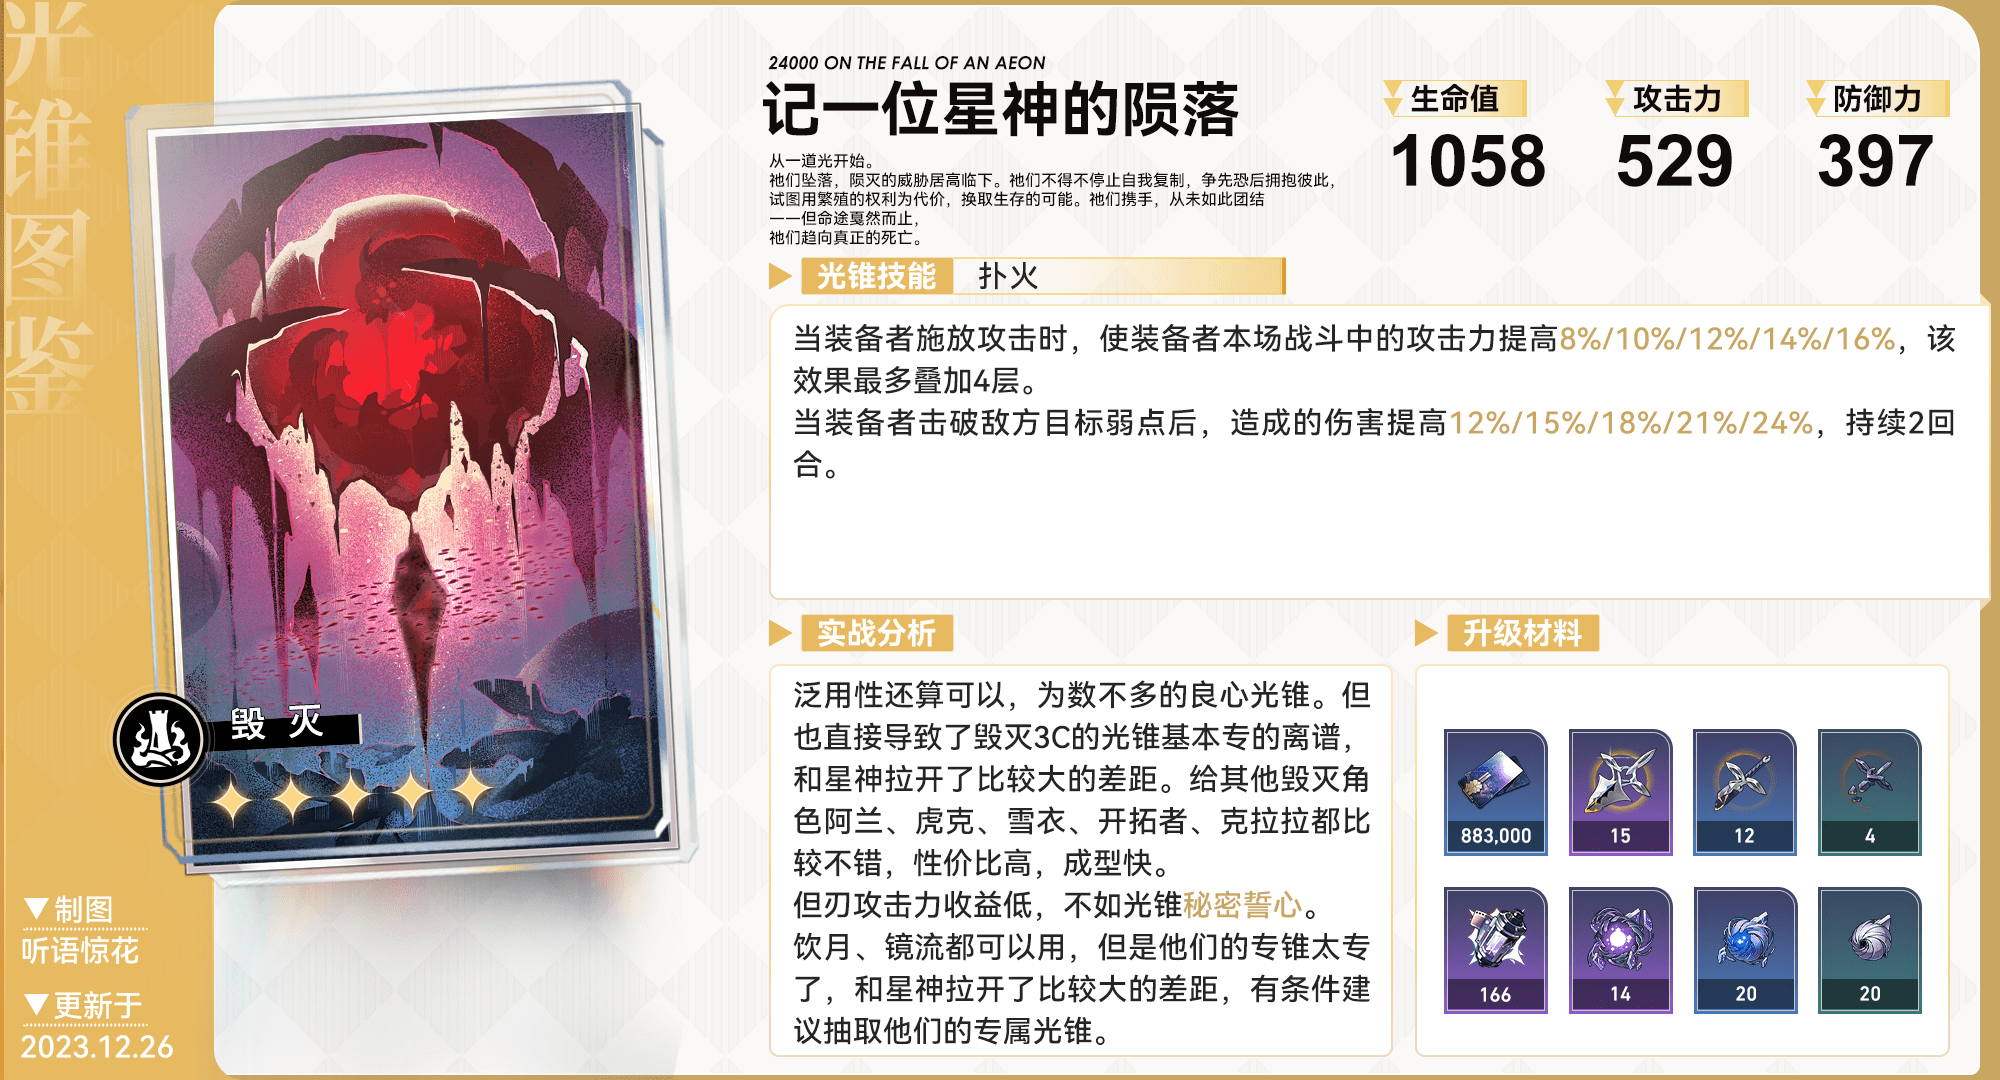 光锥图鉴
24000 ON THE FALL OF AN AEON
记一位星神的陨落
从一道光开始。
祂们坠落，陨灭的威胁居高临下。祂们不得不停止自我复制，争先恐后拥抱彼此，
试图用繁殖的权利为代价，换取生存的可能。祂们携手，从未如此团结
——但命途戛然而止，
祂们趋向真正的死亡。
生命值
1058
攻击力
529
防御力
397
光锥技能
扑火
当装备者施放攻击时，使装备者本场战斗中的攻击力提高8%/10%/12%/14%/16%，该
效果最多叠加4层。
当装备者击破敌方目标弱点后，造成的伤害提高12%/15%/18%/21%/24%，持续2回
合。
毁灭
实战分析
泛用性还算可以，为数不多的良心光锥。但
也直接导致了毁灭3C的光锥基本专的离谱，
和星神拉开了比较大的差距。给其他毁灭角
色阿兰、虎克、雪衣、开拓者、克拉拉都比
较不错，性价比高，成型快。
但刃攻击力收益低，不如光锥秘密誓心。
饮月、镜流都可以用，但是他们的专锥太专
了，和星神拉开了比较大的差距，有条件建
议抽取他们的专属光锥。
升级材料
883,000
15
12
4
166
14
20
20
▼制图
听语惊花
▼更新于
2023.12.26